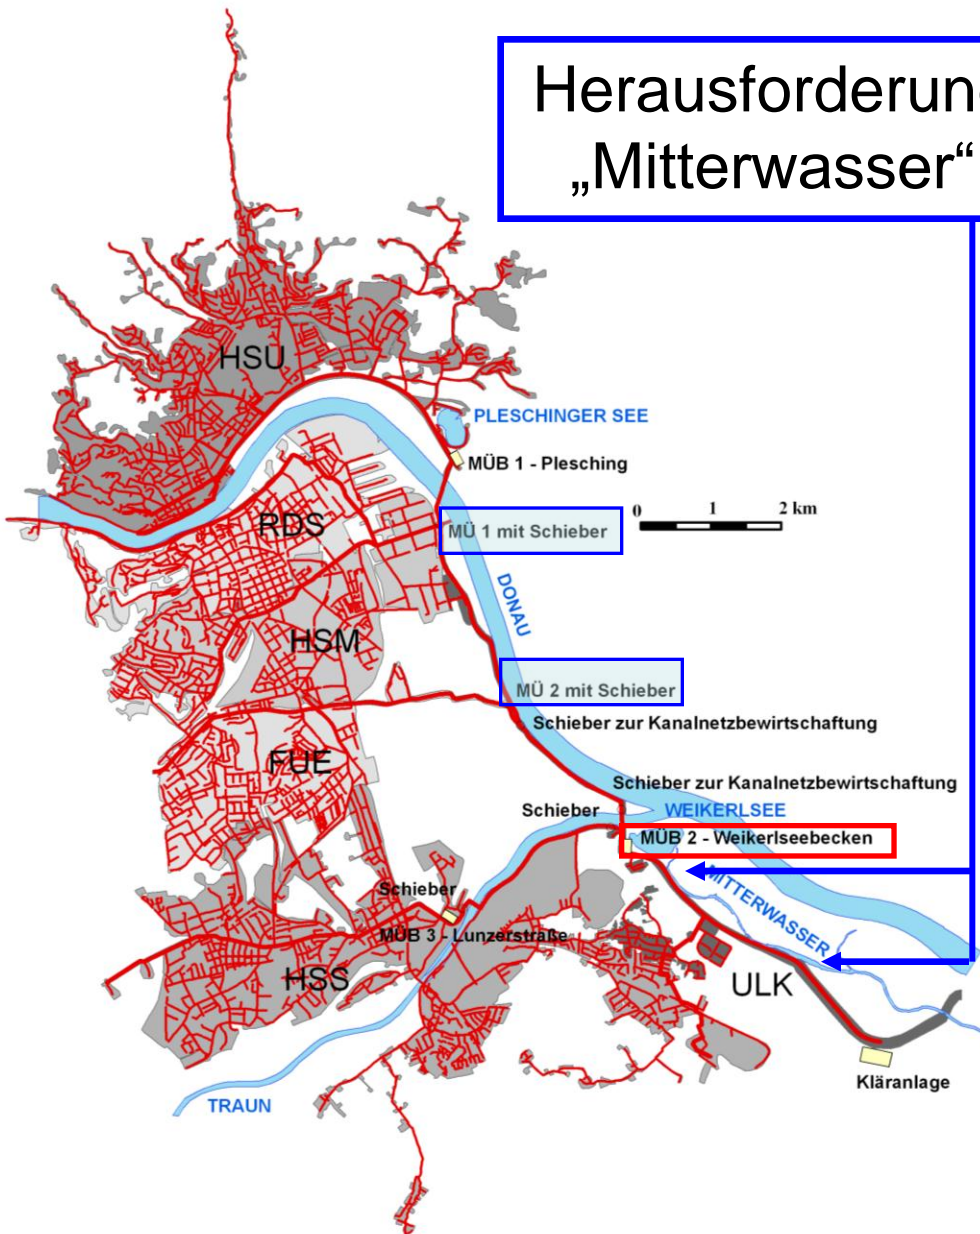 Herausforderung
„Mitterwasser“
HSU
PLESCHINGER SEE
MÜB 1 - Plesching
RDS
0 1 2 km
MÜ 1 mit Schieber
DONAU
HSM
MÜ 2 mit Schieber
Schieber zur Kanalnetzbewirtschaftung
FUE
Schieber zur Kanalnetzbewirtschaftung
Schieber
WEIKERLSEE
MÜB 2 - Weikerlseebecken
MITTERWASSER
Schieber
MÜB 3 - Lunzerstraße
HSS
ULK
Kläranlage
TRAUN